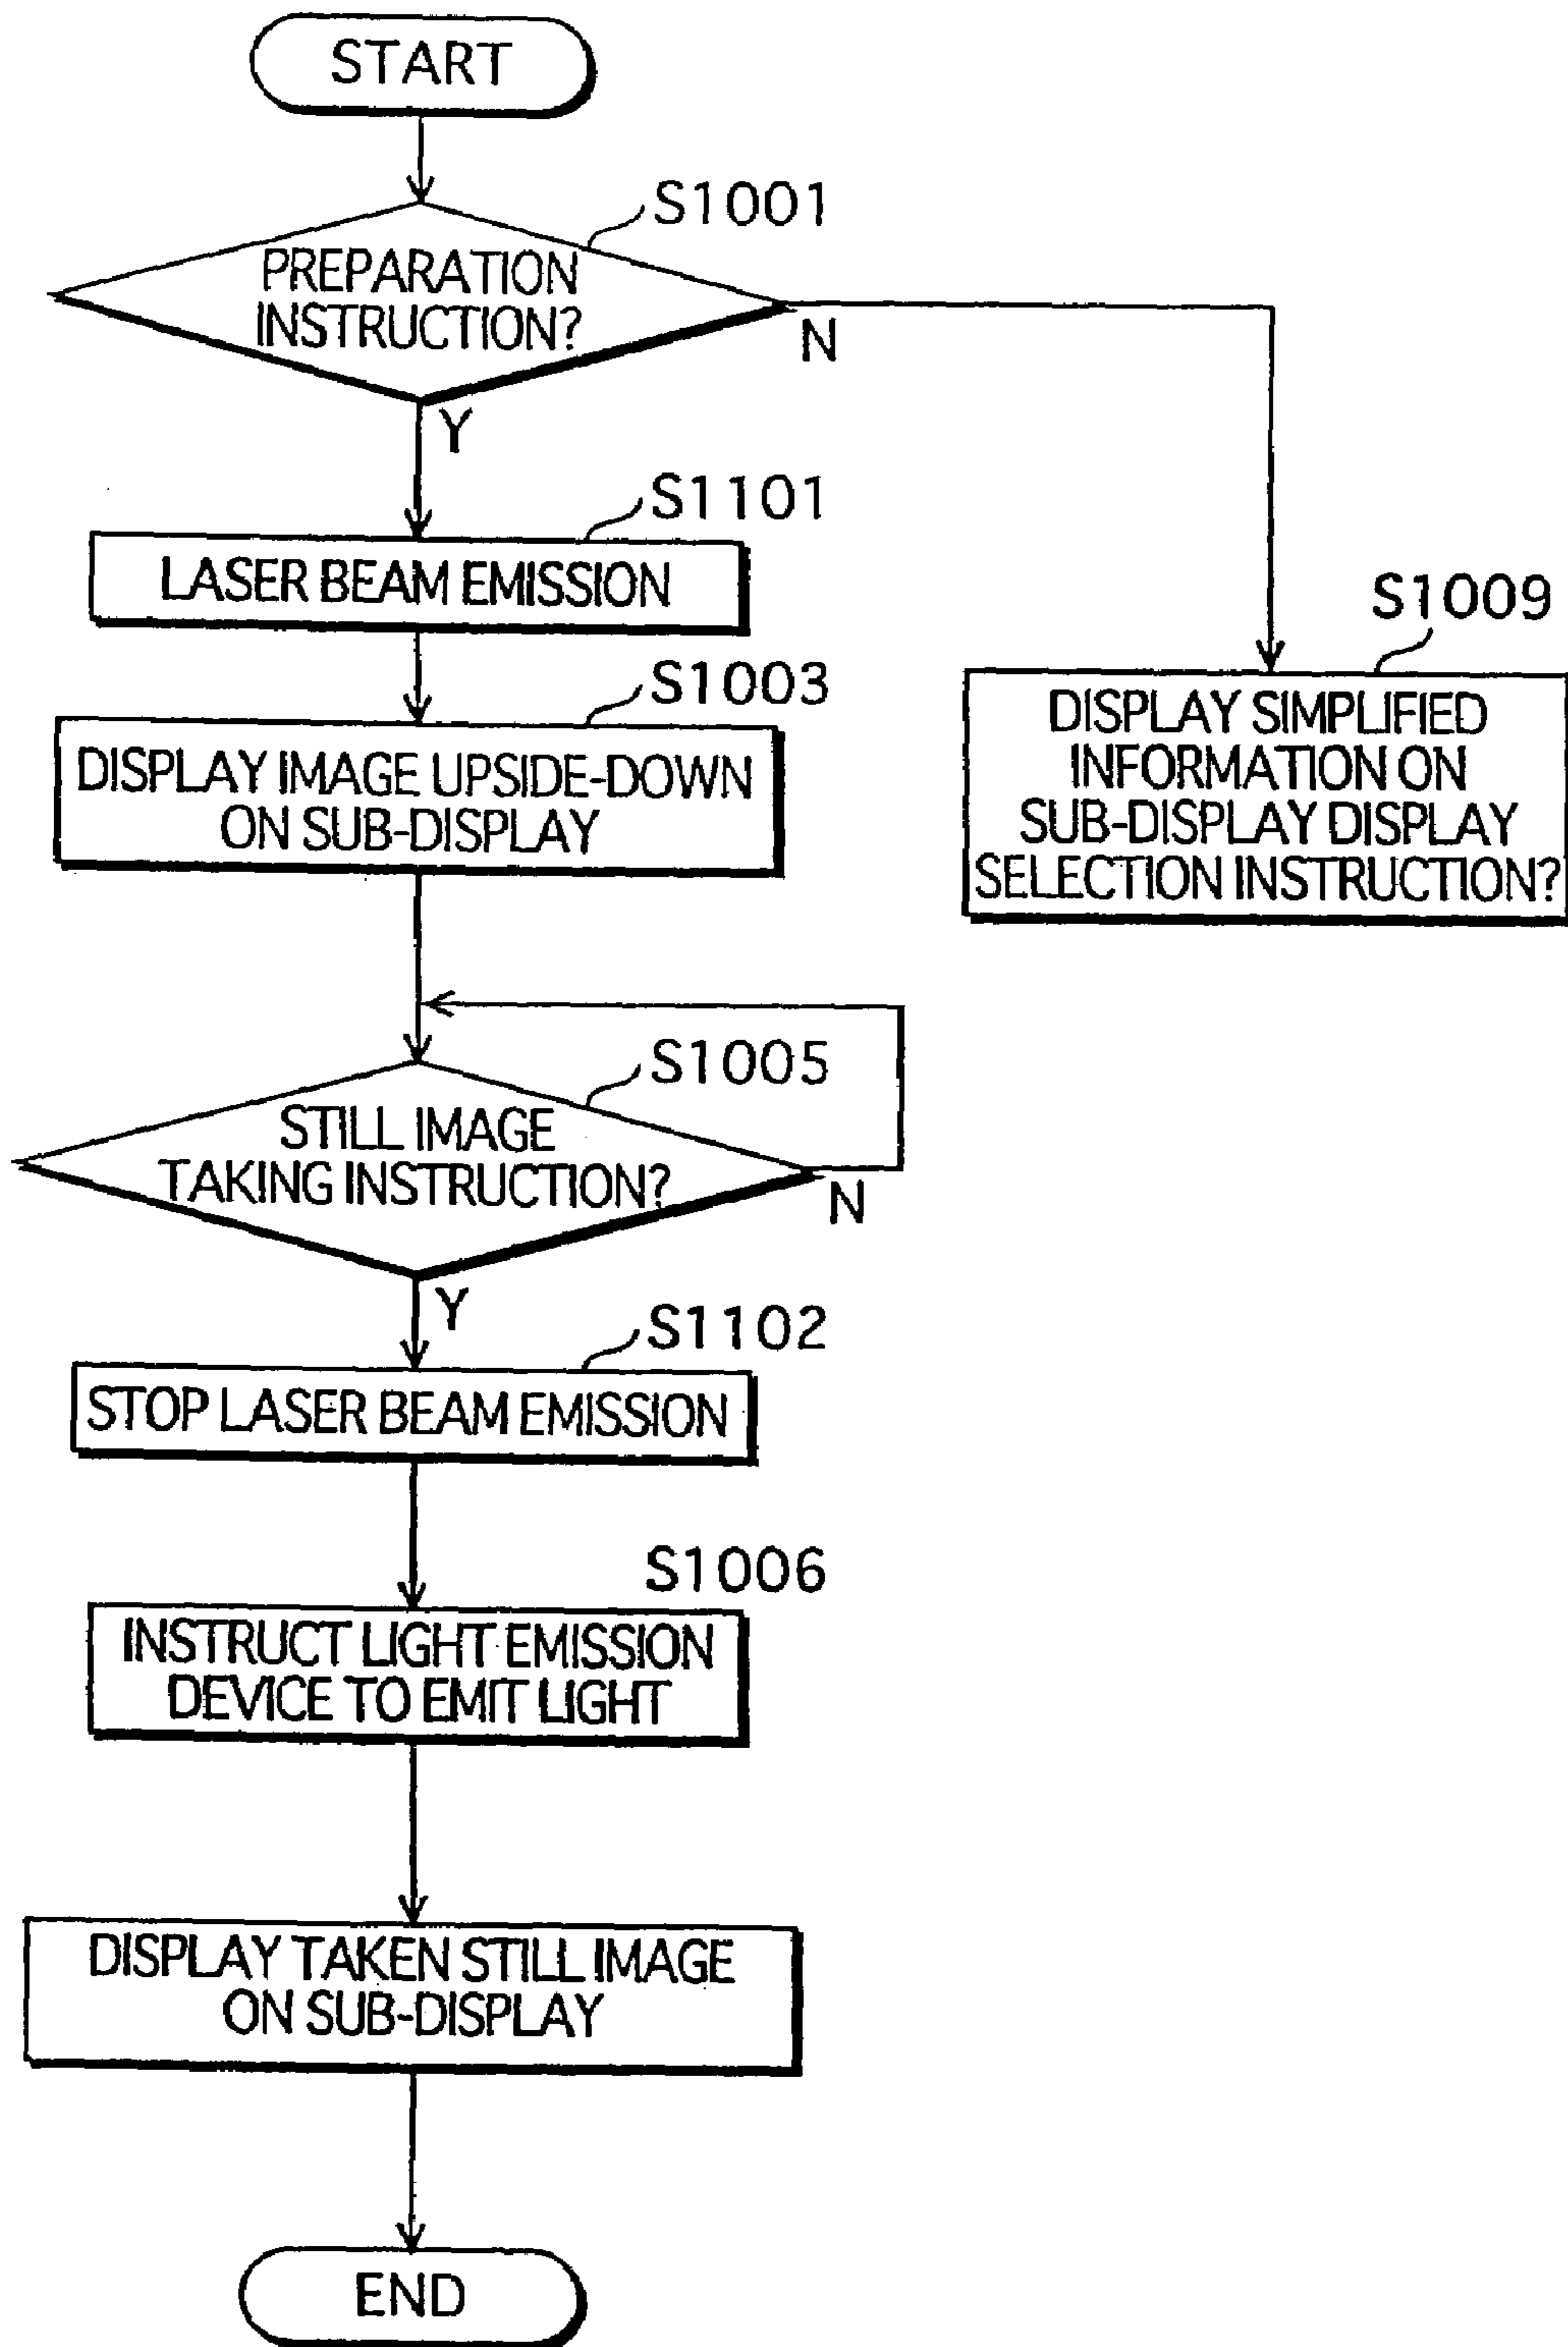 START
S1001
PREPARATION
INSTRUCTION?
N
Y
S1101
LASER BEAM EMISSION
S1003
DISPLAY IMAGE UPSIDE-DOWN
ON SUB-DISPLAY
S1009
DISPLAY SIMPLIFIED
INFORMATION ON
SUB-DISPLAY DISPLAY
SELECTION INSTRUCTION?
S1005
STILL IMAGE
TAKING INSTRUCTION?
N
Y
S1102
STOP LASER BEAM EMISSION
S1006
INSTRUCT LIGHT EMISSION
DEVICE TO EMIT LIGHT
DISPLAY TAKEN STILL IMAGE
ON SUB-DISPLAY
END